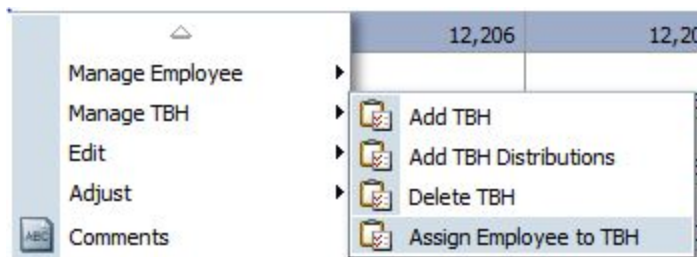 12,206 12,20
Manage Employee
Manage TBH
Edit
Adjust
ABC Comments
Add TBH
Add TBH Distributions
Delete TBH
Assign Employee to TBH